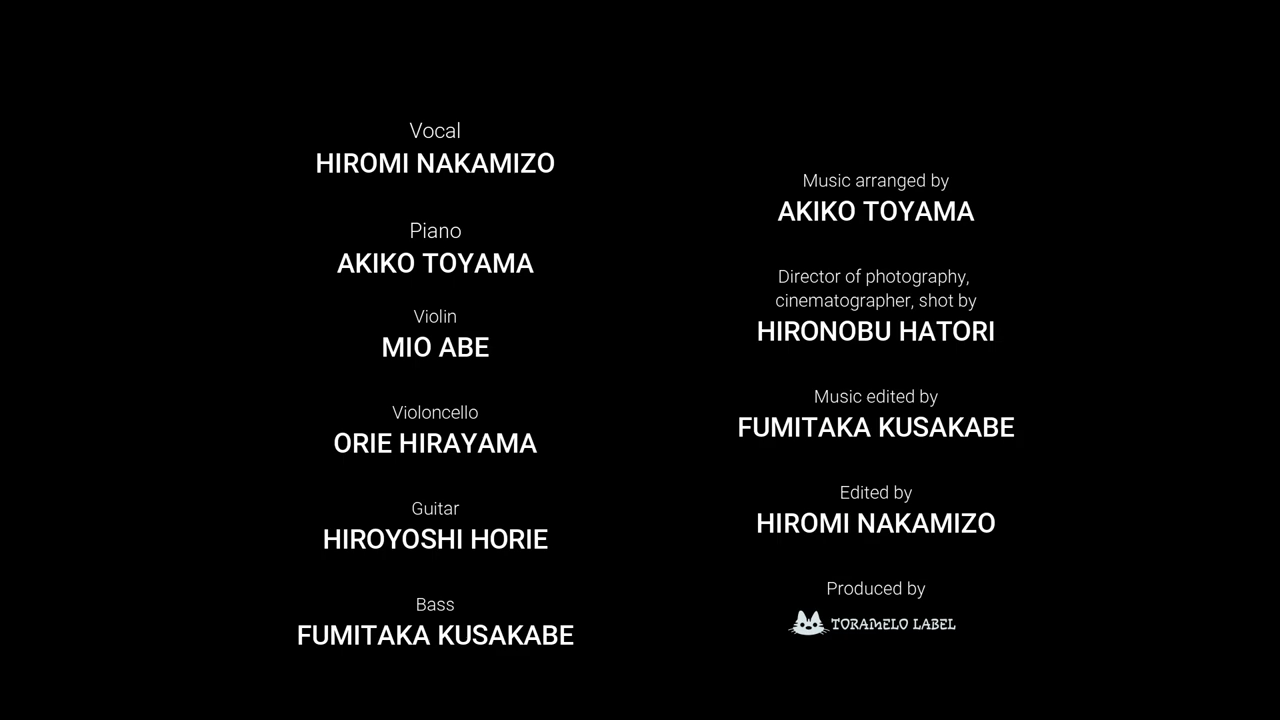 Vocal
HIROMI NAKAMIZO
Piano
AKIKO TOYAMA
Violin
MIO ABE
Violoncello
ORIE HIRAYAMA
Guitar
HIROYOSHI HORIE
Bass
FUMITAKA KUSAKABE
Music arranged by
AKIKO TOYAMA
Director of photography,
cinematographer, shot by
HIRONOBU HATORI
Music edited by
FUMITAKA KUSAKABE
Edited by
HIROMI NAKAMIZO
Produced by
TORAMELO LABEL